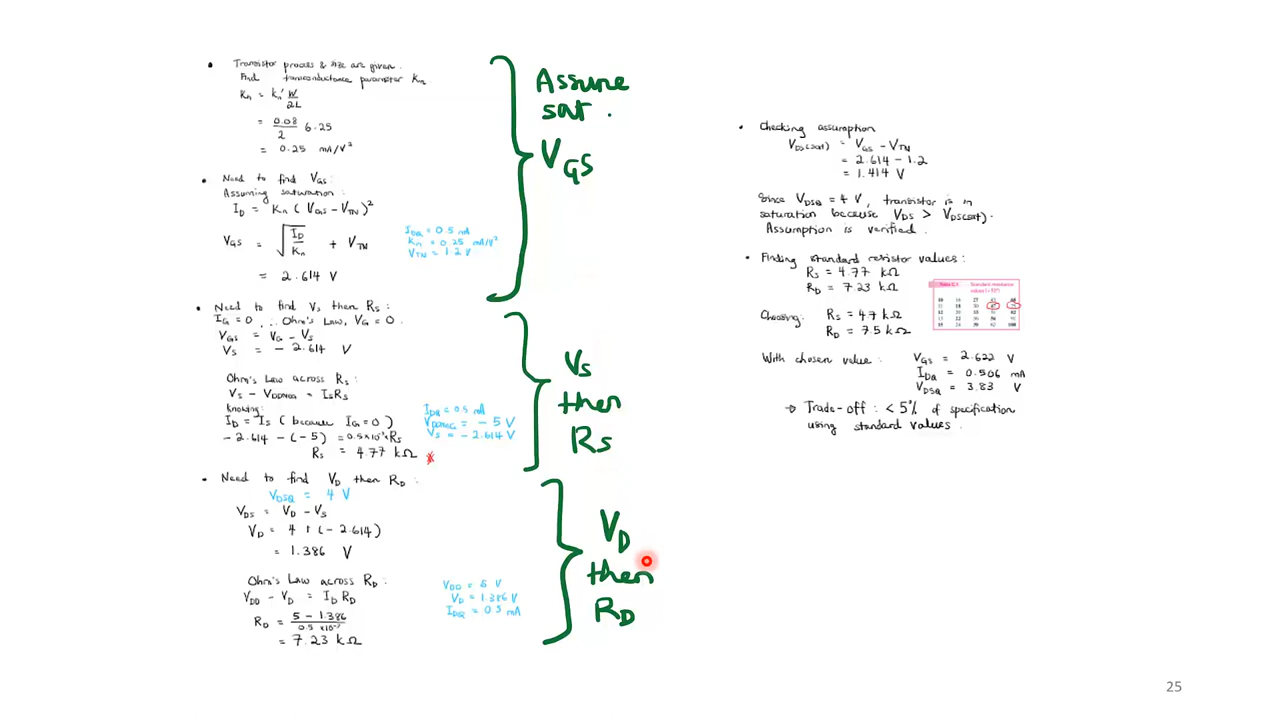 • Transistor process & size are given.
Find transconductance parameter Kn
Kn = kn' W/2L
= 0.08/2 6.25
= 0.25 mA/V²
• Need to find VGS:
Assuming saturation:
ID = Kn (VGS - VTN)²
VGS = √(ID/Kn) + VTN
= 2.614 V
IDQ = 0.5 mA
Kn = 0.25 mA/V²
VTN = 1.2 V
Assume
sat.
VGS
• Need to find VS then RS:
IG = 0 ∴ Ohm's Law, VG = 0.
VGS = VG - VS
VS = - 2.614 V
Ohm's Law across RS:
VS - VDDNEG = ISRS
Knowing:
ID = IS (because IG = 0)
-2.614 - (-5) = 0.5×10⁻³RS
RS = 4.77 kΩ *
IDQ = 0.5 mA
VDDNEG = -5 V
VS = -2.614 V
VS
then
RS
• Need to find VD then RD:
VDSQ = 4 V
VDS = VD - VS
VD = 4 + (-2.614)
= 1.386 V
Ohm's Law across RD:
VDD - VD = ID RD
RD = 5 - 1.386/0.5 ×10⁻³
= 7.23 kΩ
VDD = 5 V
VD = 1.386 V
IDQ = 0.5 mA
VD
then
RD
• Checking assumption
VDS(sat) = VGS - VTN
= 2.614 - 1.2
= 1.414 V
Since VDSQ = 4 V, transistor is in
saturation because VDS > VDS(sat).
Assumption is verified.
• Finding standard resistor values:
RS = 4.77 kΩ
RD = 7.23 kΩ
Standard resistance
Choosing: RS = 47 kΩ
RD = 7.5 kΩ
With chosen value: VGS = 2.622 V
IDQ = 0.506 mA
VDSQ = 3.83 V
→ Trade-off: < 5% of specification
using standard values.
25